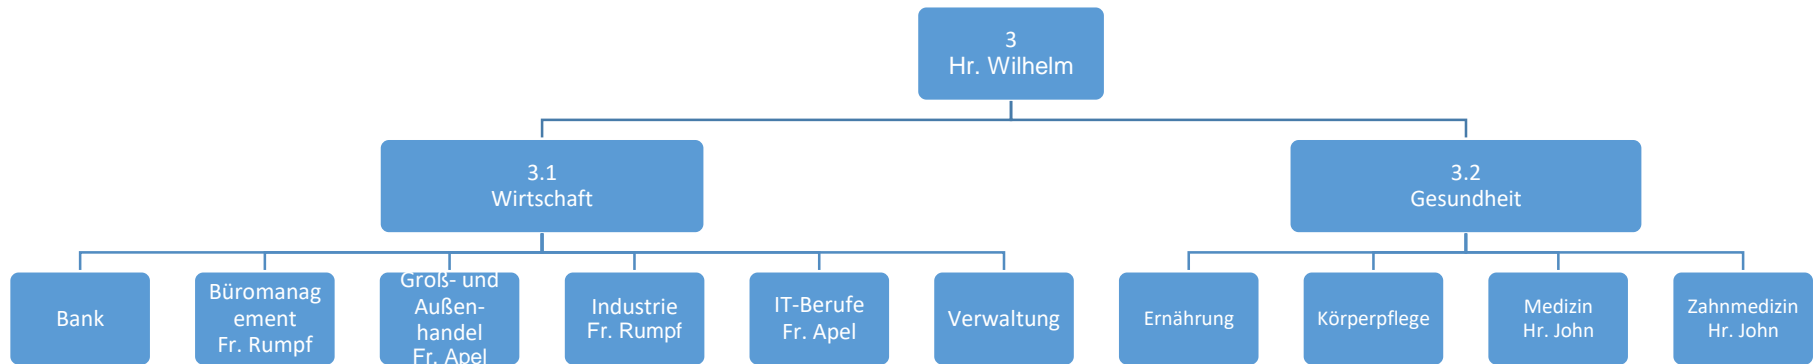 3
Hr. Wilhelm
3.1
Wirtschaft
3.2
Gesundheit
Bank
Büromanag
ement
Fr. Rumpf
Groß- und
Außen-
handel
Fr. Apel
Industrie
Fr. Rumpf
IT-Berufe
Fr. Apel
Verwaltung
Ernährung
Körperpflege
Medizin
Hr. John
Zahnmedizin
Hr. John